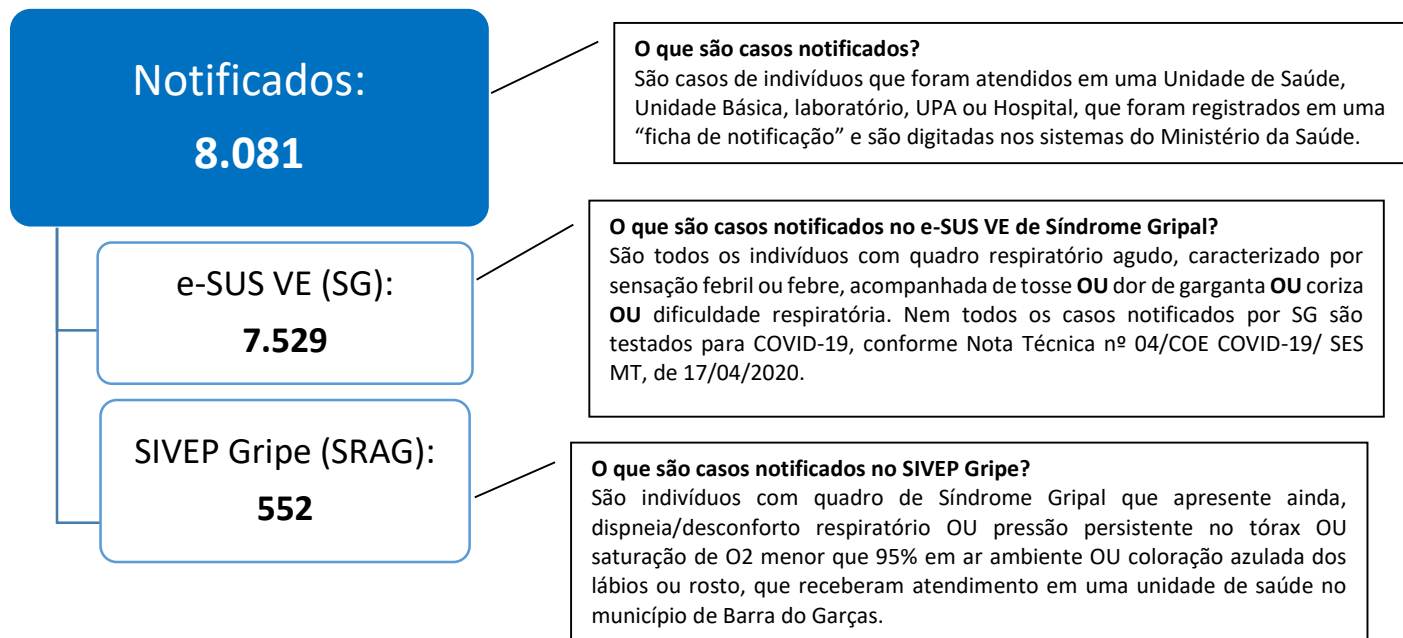 Notificados:
8.081
O que são casos notificados?
São casos de indivíduos que foram atendidos em uma Unidade de Saúde,
Unidade Básica, laboratório, UPA ou Hospital, que foram registrados em uma
“ficha de notificação” e são digitadas nos sistemas do Ministério da Saúde.
e-SUS VE (SG):
7.529
O que são casos notificados no e-SUS VE de Síndrome Gripal?
São todos os indivíduos com quadro respiratório agudo, caracterizado por
sensação febril ou febre, acompanhada de tosse OU dor de garganta OU coriza
OU dificuldade respiratória. Nem todos os casos notificados por SG são
testados para COVID-19, conforme Nota Técnica nº 04/COE COVID-19/ SES
MT, de 17/04/2020.
SIVEP Gripe (SRAG):
552
O que são casos notificados no SIVEP Gripe?
São indivíduos com quadro de Síndrome Gripal que apresente ainda,
dispneia/desconforto respiratório OU pressão persistente no tórax OU
saturação de O2 menor que 95% em ar ambiente OU coloração azulada dos
lábios ou rosto, que receberam atendimento em uma unidade de saúde no
município de Barra do Garças.